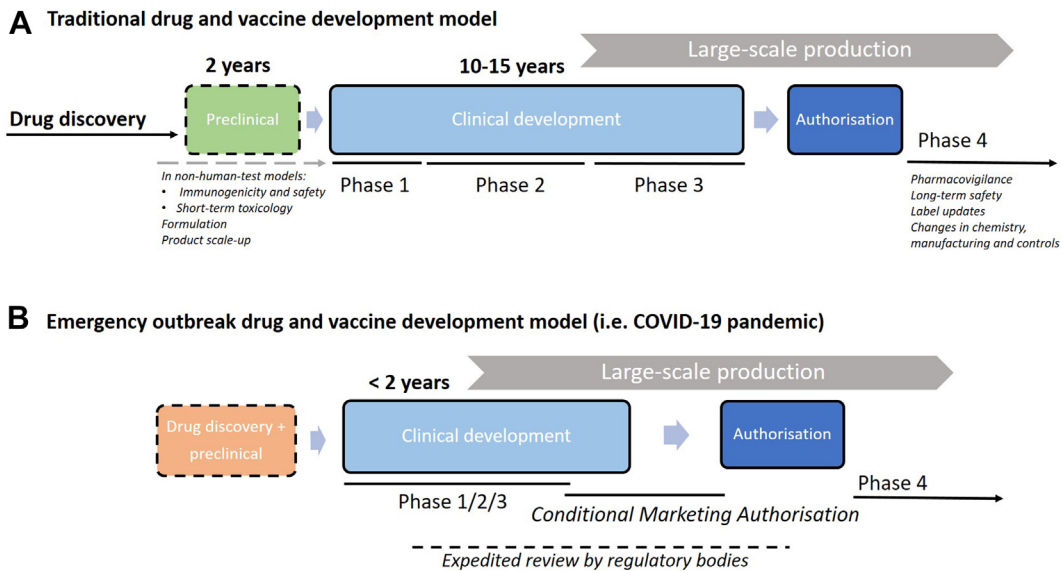 A Traditional drug and vaccine development model
Large-scale production
2 years
10-15 years
Drug discovery
Preclinical
Clinical development
Authorisation
Phase 4
In non-human-test models:
• Immunogenicity and safety
• Short-term toxicology
Formulation
Product scale-up
Phase 1
Phase 2
Phase 3
Pharmacovigilance
Long-term safety
Label updates
Changes in chemistry,
manufacturing and controls
B Emergency outbreak drug and vaccine development model (i.e. COVID-19 pandemic)
Large-scale production
< 2 years
Drug discovery +
preclinical
Clinical development
Authorisation
Phase 4
Phase 1/2/3
Conditional Marketing Authorisation
Expedited review by regulatory bodies